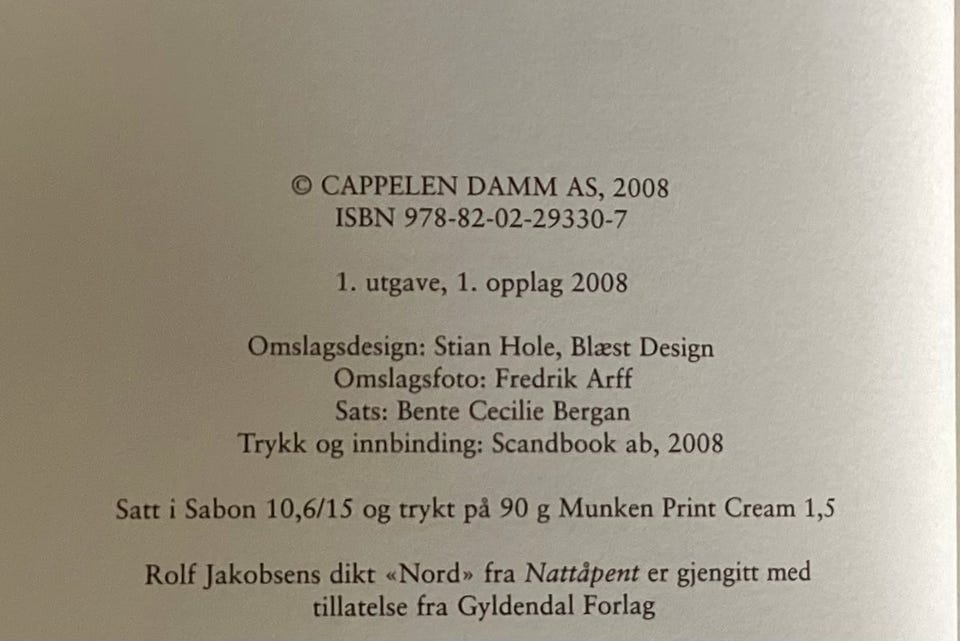 © CAPPELEN DAMM AS, 2008
ISBN 978-82-02-29330-7
1. utgave, 1. opplag 2008
Omslagsdesign: Stian Hole, Blæst Design
Omslagsfoto: Fredrik Arff
Sats: Bente Cecilie Bergan
Trykk og innbinding: Scandbook ab, 2008
Satt i Sabon 10,6/15 og trykt på 90 g Munken Print Cream 1,5
Rolf Jakobsens dikt «Nord» fra Nattåpent er gjengitt med
tillatelse fra Gyldendal Forlag